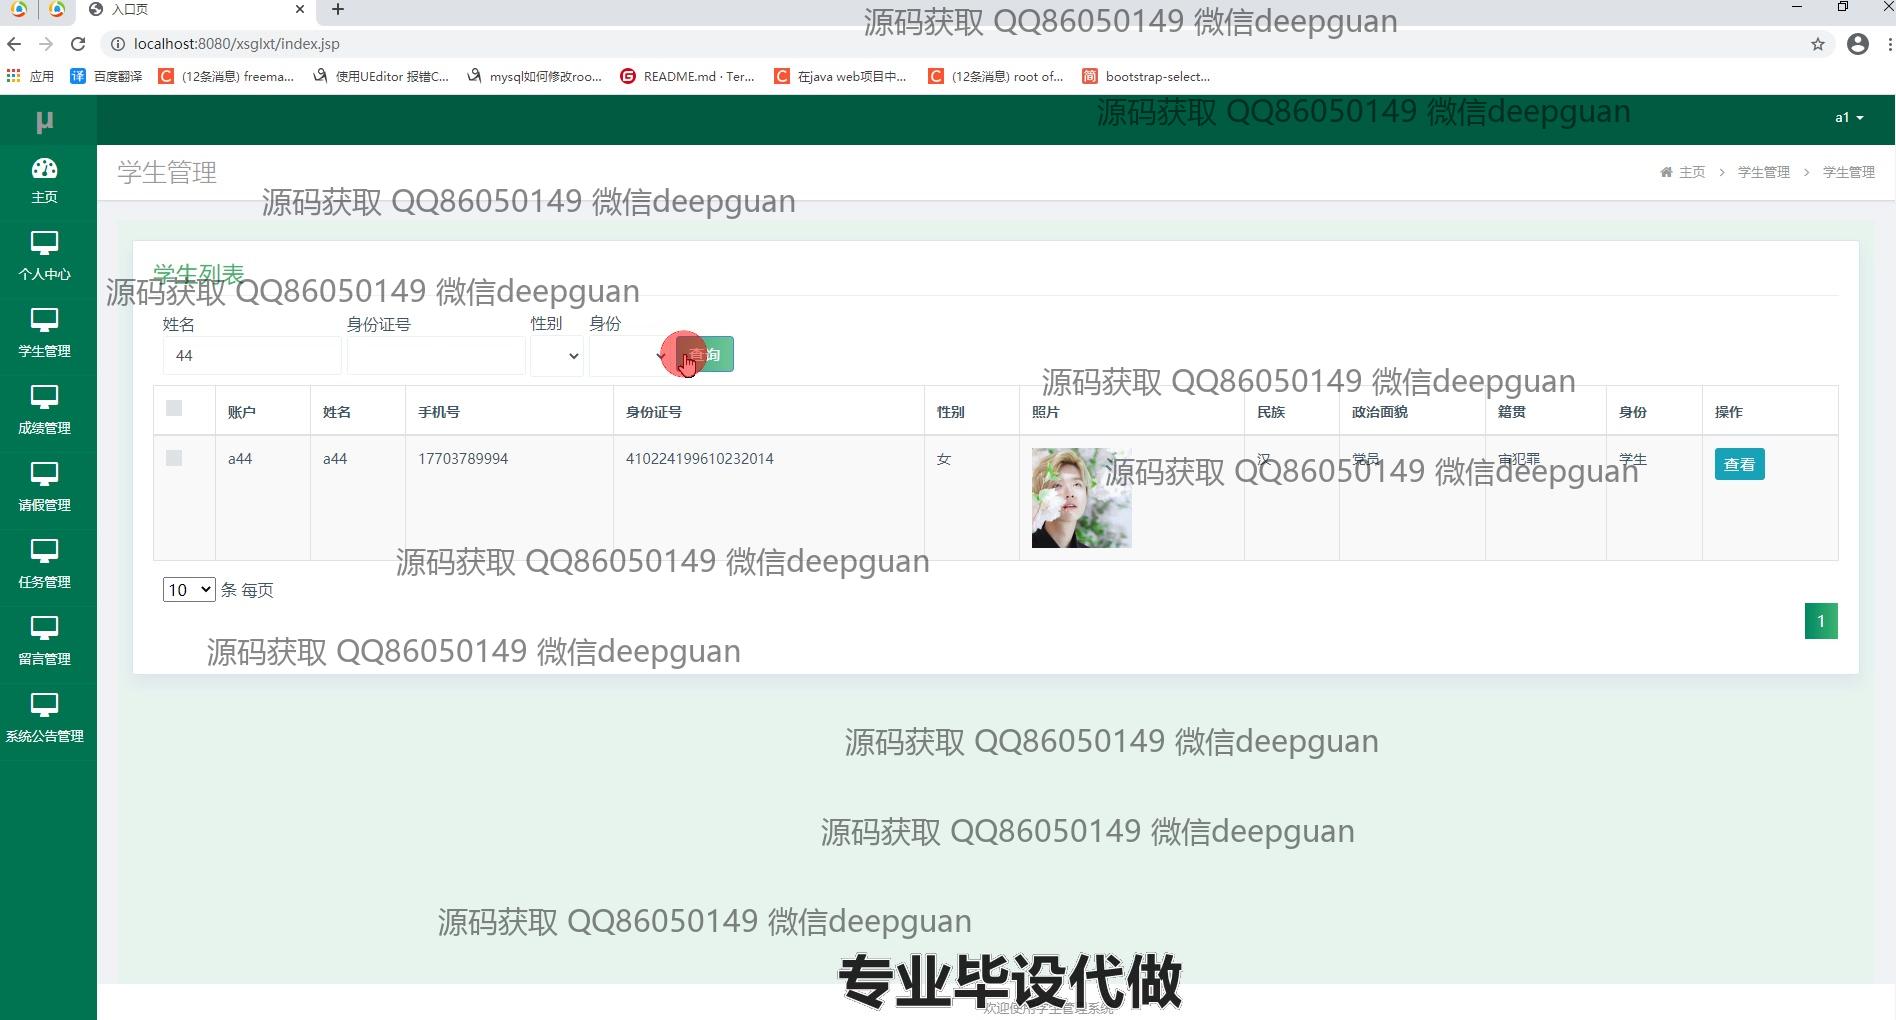 入口页
源码获取 QQ86050149 微信deepguan
localhost:8080/xsglxt/index.jsp
应用 百度翻译 (12条消息) freema... 使用UEditor 报错C... mysql如何修改roo... README.md · Ter... 在java web项目中... (12条消息) root of... bootstrap-select...
源码获取 QQ86050149 微信deepguan
μ
a1
学生管理
主页 > 学生管理 > 学生管理
源码获取 QQ86050149 微信deepguan
主页
个人中心
学生管理
成绩管理
请假管理
任务管理
留言管理
系统公告管理
学生列表
源码获取 QQ86050149 微信deepguan
姓名 身份证号 性别 身份
44 查询
源码获取 QQ86050149 微信deepguan
账户 姓名 手机号 身份证号 性别 照片 民族 政治面貌 籍贯 身份 操作
a44 a44 17703789994 410224199610232014 女 汉 党员 学生 查看
源码获取 QQ86050149 微信deepguan
源码获取 QQ86050149 微信deepguan
10 条 每页
1
源码获取 QQ86050149 微信deepguan
源码获取 QQ86050149 微信deepguan
源码获取 QQ86050149 微信deepguan
源码获取 QQ86050149 微信deepguan
专业毕设代做
欢迎使用学生管理系统